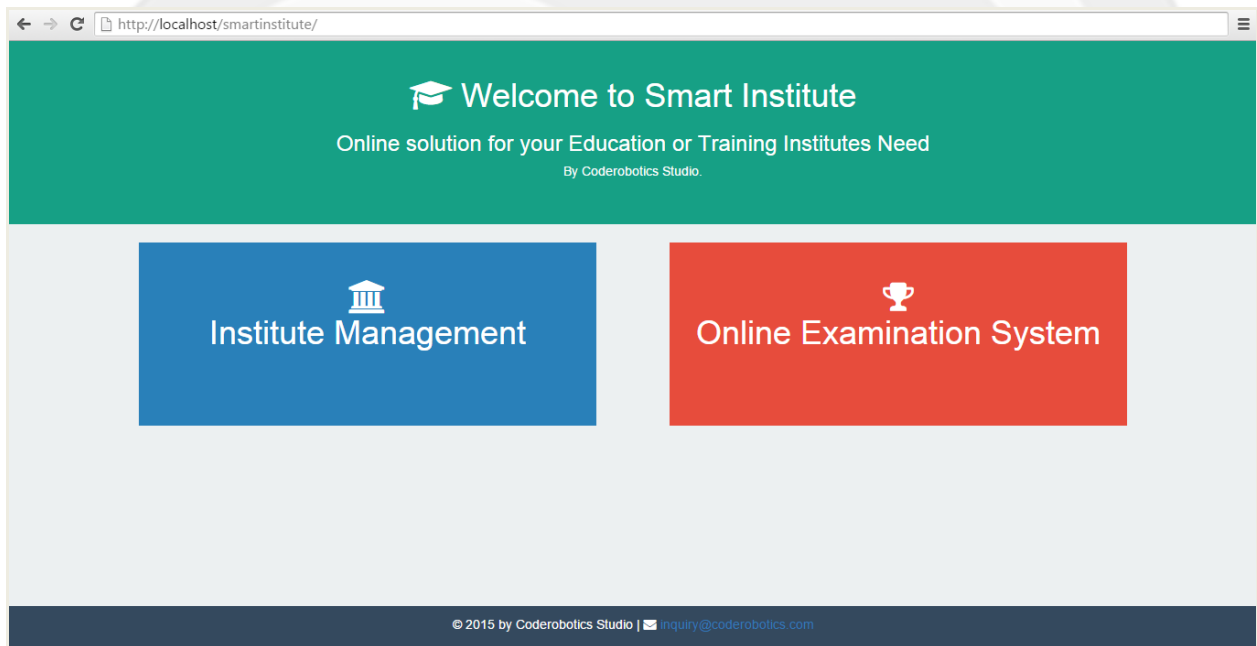 http://localhost/smartinstitute/
Welcome to Smart Institute
Online solution for your Education or Training Institutes Need
By Coderobotics Studio.
Institute Management
Online Examination System
© 2015 by Coderobotics Studio | inquiry@coderobotics.com